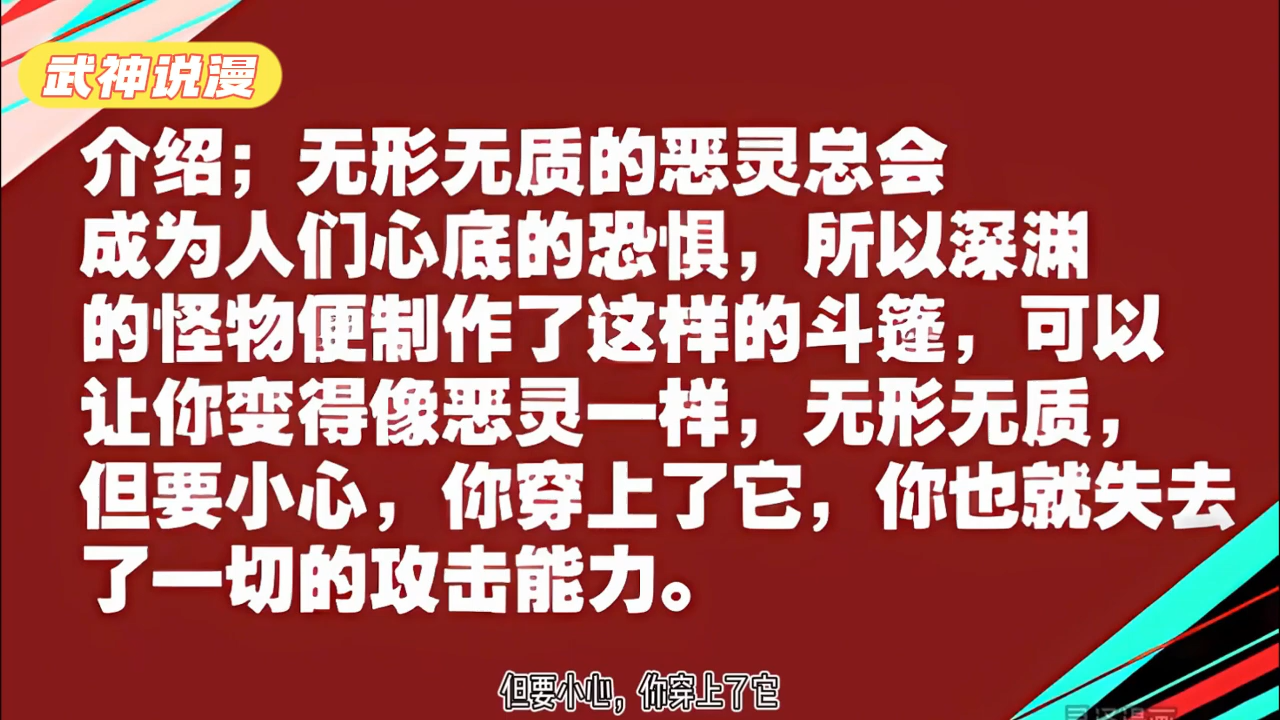 武神说漫
介绍；无形无质的恶灵总会
成为人们心底的恐惧，所以深渊
的怪物便制作了这样的斗篷，可以
让你变得像恶灵一样，无形无质，
但要小心，你穿上了它，你也就失去
了一切的攻击能力。
但要小心，你穿上了它